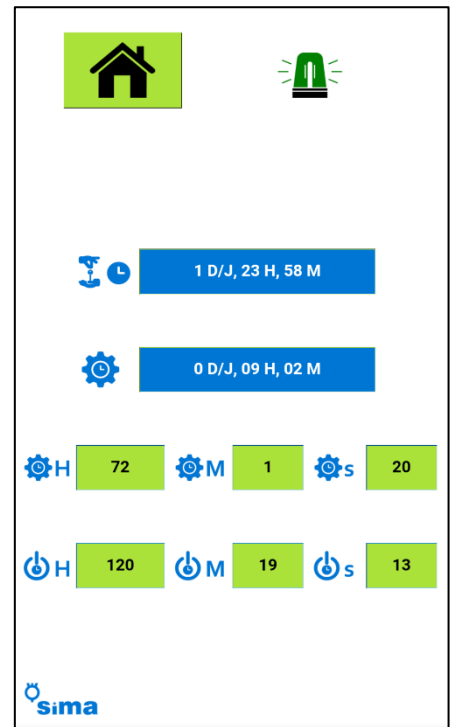 1 D/J, 23 H, 58 M
0 D/J, 09 H, 02 M
H 72 M 1 s 20
H 120 M 19 s 13
sima